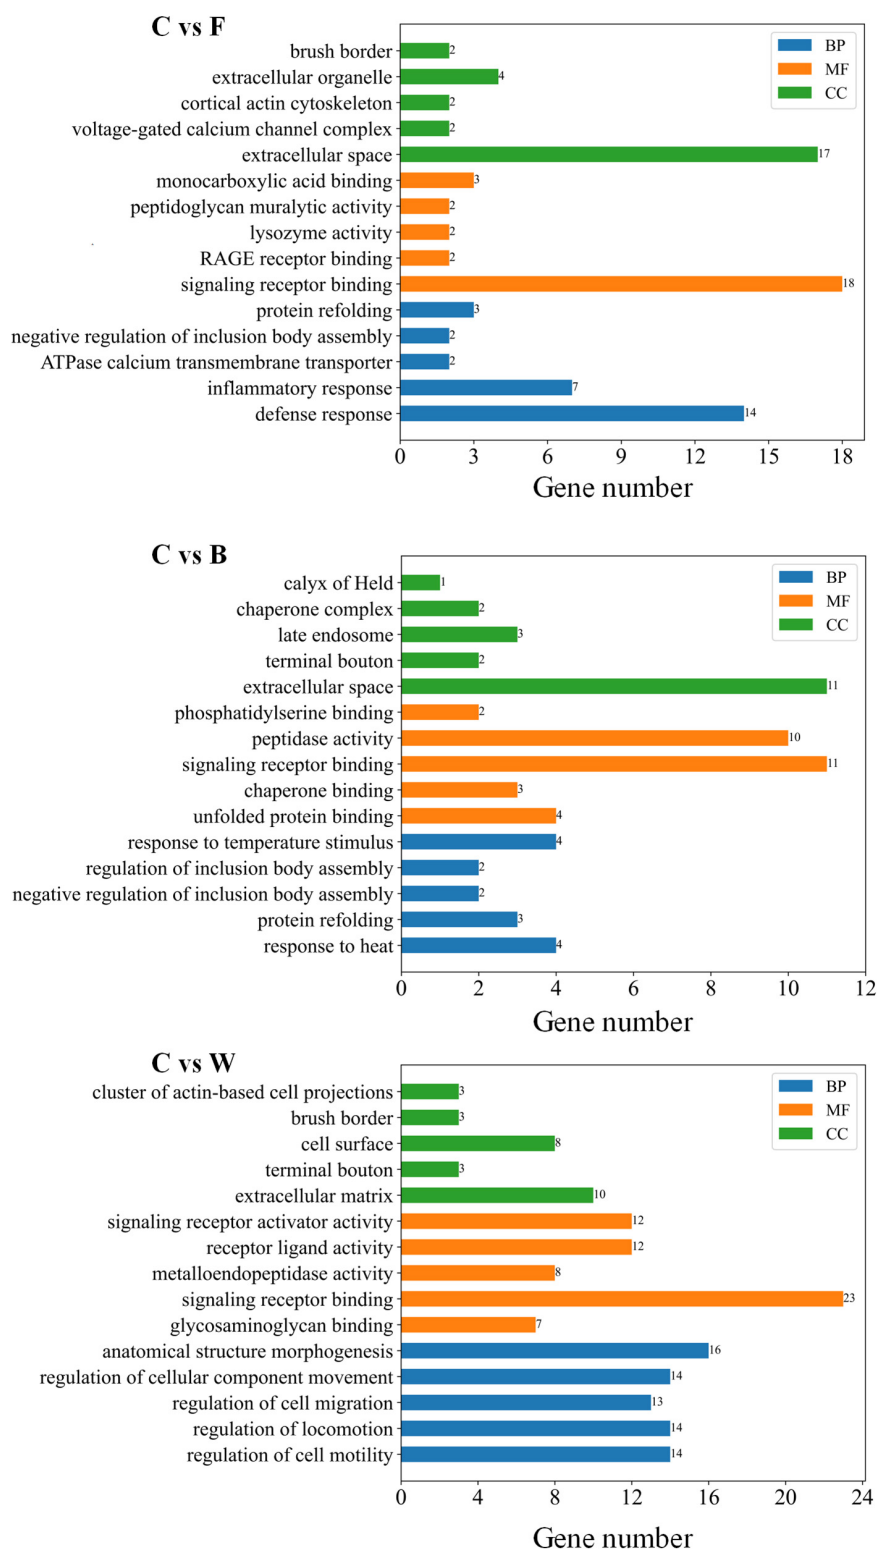 C vs F
brush border 2
extracellular organelle 4
cortical actin cytoskeleton 2
voltage-gated calcium channel complex 2
extracellular space 17
monocarboxylic acid binding 3
peptidoglycan muralytic activity 2
lysozyme activity 2
RAGE receptor binding 2
signaling receptor binding 18
protein refolding 3
negative regulation of inclusion body assembly 2
ATPase calcium transmembrane transporter 2
inflammatory response 7
defense response 14
BP
MF
CC
0 3 6 9 12 15 18
Gene number
C vs B
calyx of Held 1
chaperone complex 2
late endosome 3
terminal bouton 2
extracellular space 11
phosphatidylserine binding 2
peptidase activity 10
signaling receptor binding 11
chaperone binding 3
unfolded protein binding 4
response to temperature stimulus 4
regulation of inclusion body assembly 2
negative regulation of inclusion body assembly 2
protein refolding 3
response to heat 4
BP
MF
CC
0 2 4 6 8 10 12
Gene number
C vs W
cluster of actin-based cell projections 3
brush border 3
cell surface 8
terminal bouton 3
extracellular matrix 10
signaling receptor activator activity 12
receptor ligand activity 12
metalloendopeptidase activity 8
signaling receptor binding 23
glycosaminoglycan binding 7
anatomical structure morphogenesis 16
regulation of cellular component movement 14
regulation of cell migration 13
regulation of locomotion 14
regulation of cell motility 14
BP
MF
CC
0 4 8 12 16 20 24
Gene number